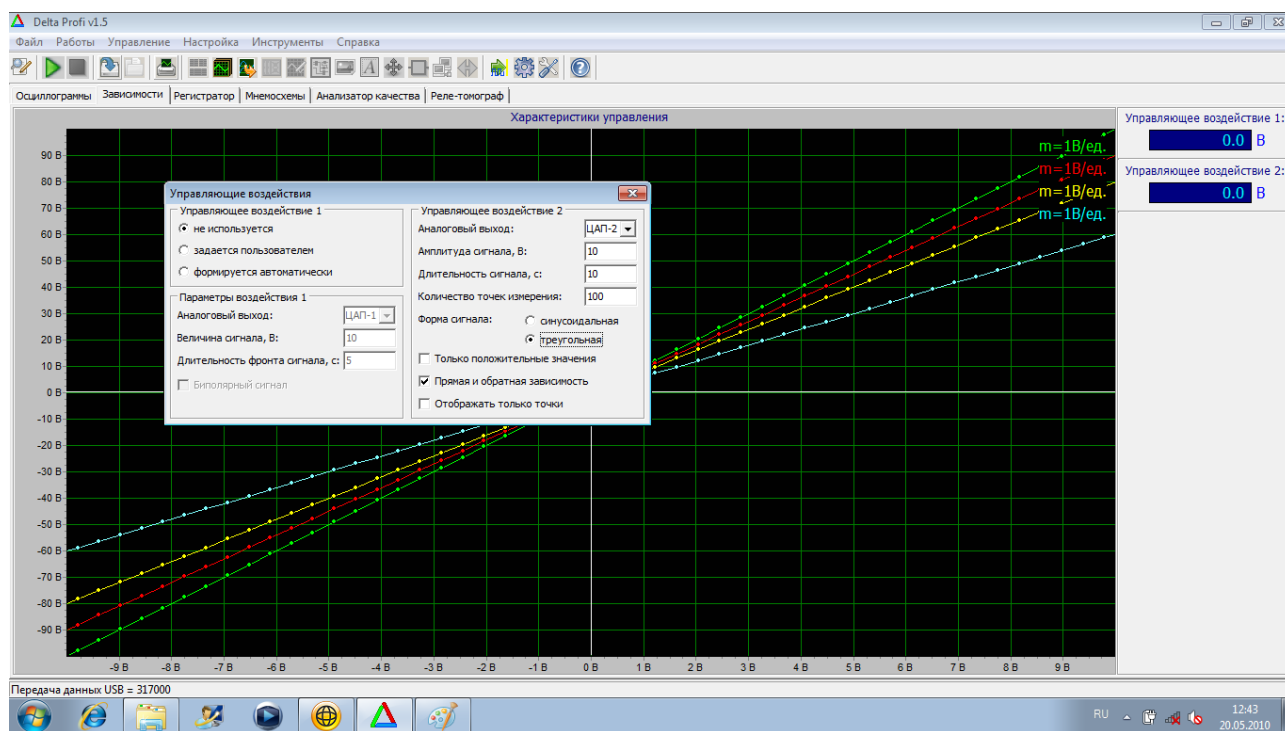 Delta Profi v1.5
Файл Работы Управление Настройка Инструменты Справка
Осциллограммы Зависимости Регистратор Мнемосхемы Анализатор качества Реле-томограф
Характеристики управления
Управляющее воздействие 1:
0.0 В
Управляющее воздействие 2:
0.0 В
m=1В/ед.
m=1В/ед.
m=1В/ед.
m=1В/ед.
90 В
80 В
70 В
60 В
50 В
40 В
30 В
20 В
10 В
0 В
-10 В
-20 В
-30 В
-40 В
-50 В
-60 В
-70 В
-80 В
-90 В
Управляющие воздействия
Управляющее воздействие 1
не используется
задается пользователем
формируется автоматически
Параметры воздействия 1
Аналоговый выход: ЦАП-1
Величина сигнала, В: 10
Длительность фронта сигнала, с: 5
Биполярный сигнал
Управляющее воздействие 2
Аналоговый выход: ЦАП-2
Амплитуда сигнала, В: 10
Длительность сигнала, с: 10
Количество точек измерения: 100
Форма сигнала: синусоидальная
треугольная
Только положительные значения
Прямая и обратная зависимость
Отображать только точки
-9 В -8 В -7 В -6 В -5 В -4 В -3 В -2 В -1 В 0 В 1 В 2 В 3 В 4 В 5 В 6 В 7 В 8 В 9 В
Передача данных USB = 317000
RU
12:43
20.05.2010